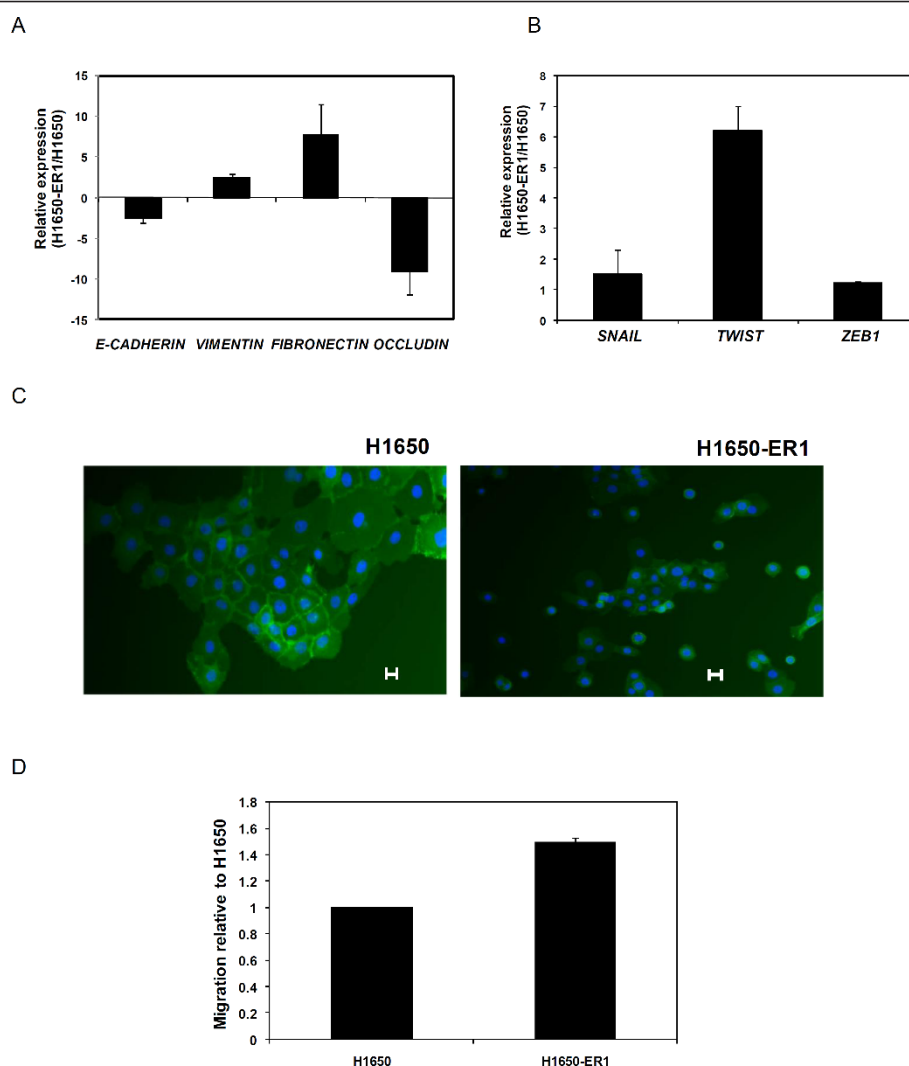 A
B
Relative expression
(H1650-ER1/H1650)
15
10
5
0
-5
-10
-15
E-CADHERIN VIMENTIN FIBRONECTIN OCCLUDIN
Relative expression
(H1650-ER1/H1650)
8
7
6
5
4
3
2
1
0
SNAIL TWIST ZEB1
C
H1650
H1650-ER1
D
Migration relative to H1650
1.8
1.6
1.4
1.2
1
0.8
0.6
0.4
0.2
0
H1650 H1650-ER1